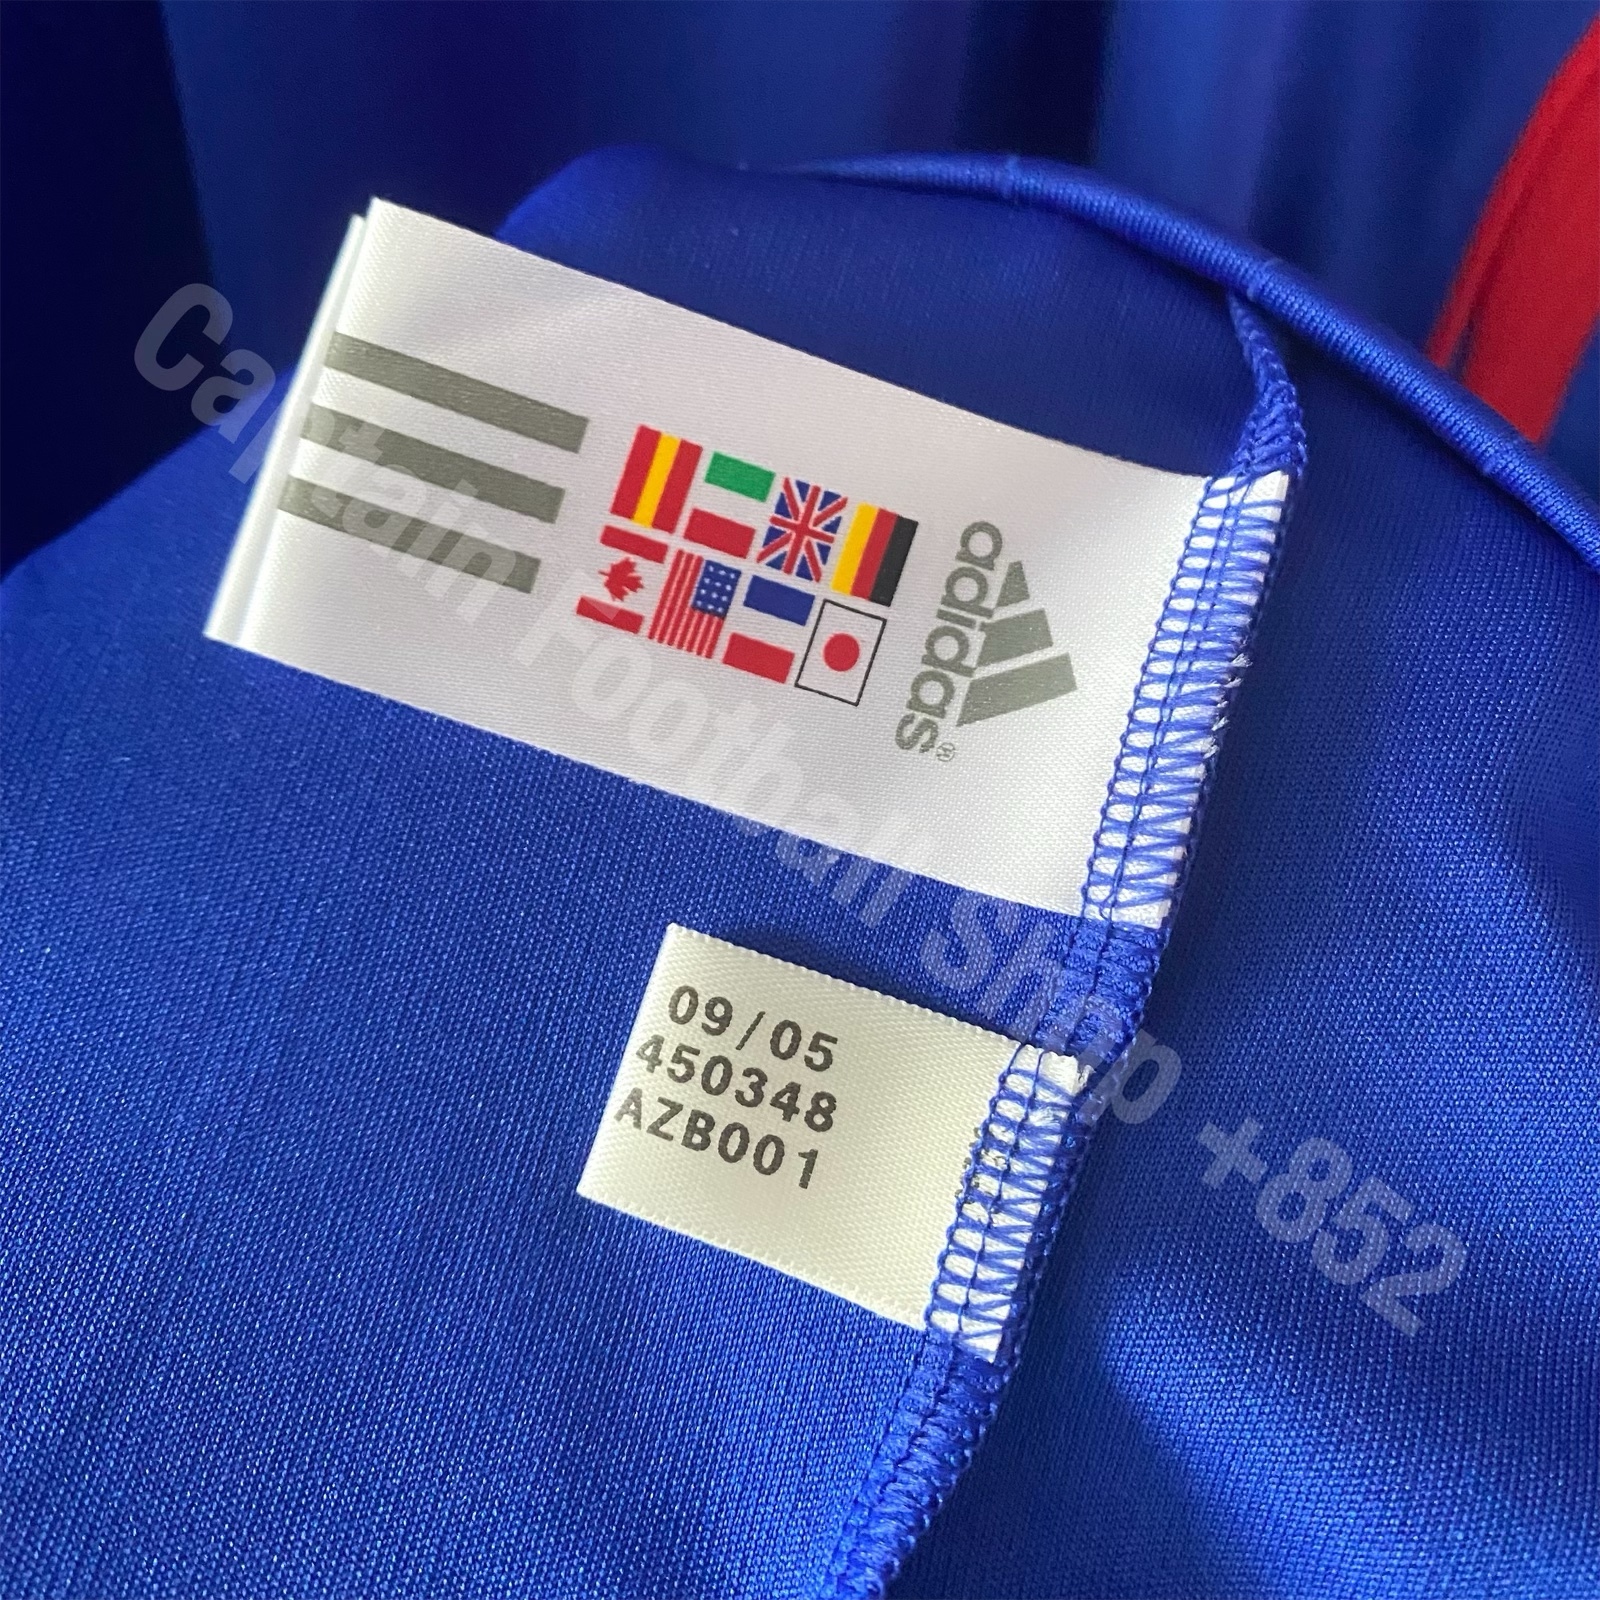 adidas®
09/05
450348
AZB001
Captain Football Shop +852